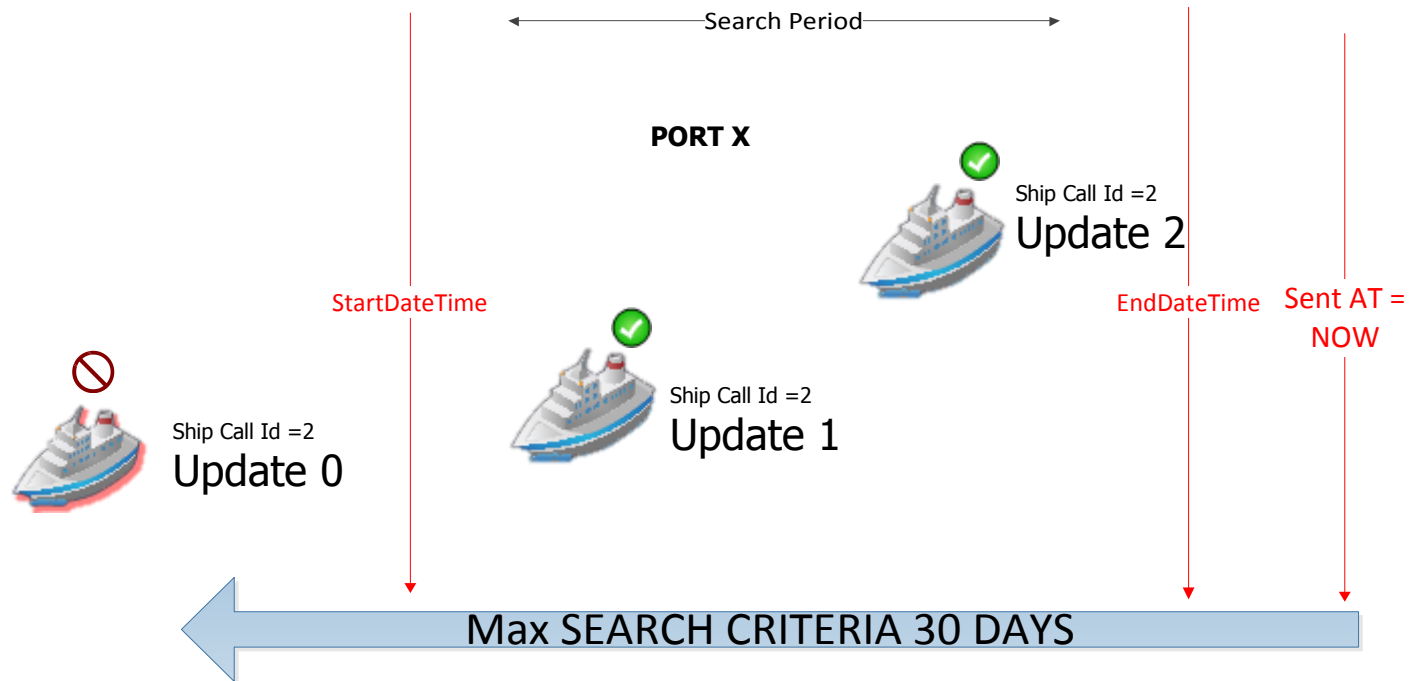 Search Period
PORT X
Ship Call Id =2
Update 2
StartDateTime
EndDateTime
Sent AT =
NOW
Ship Call Id =2
Update 1
Ship Call Id =2
Update 0
Max SEARCH CRITERIA 30 DAYS